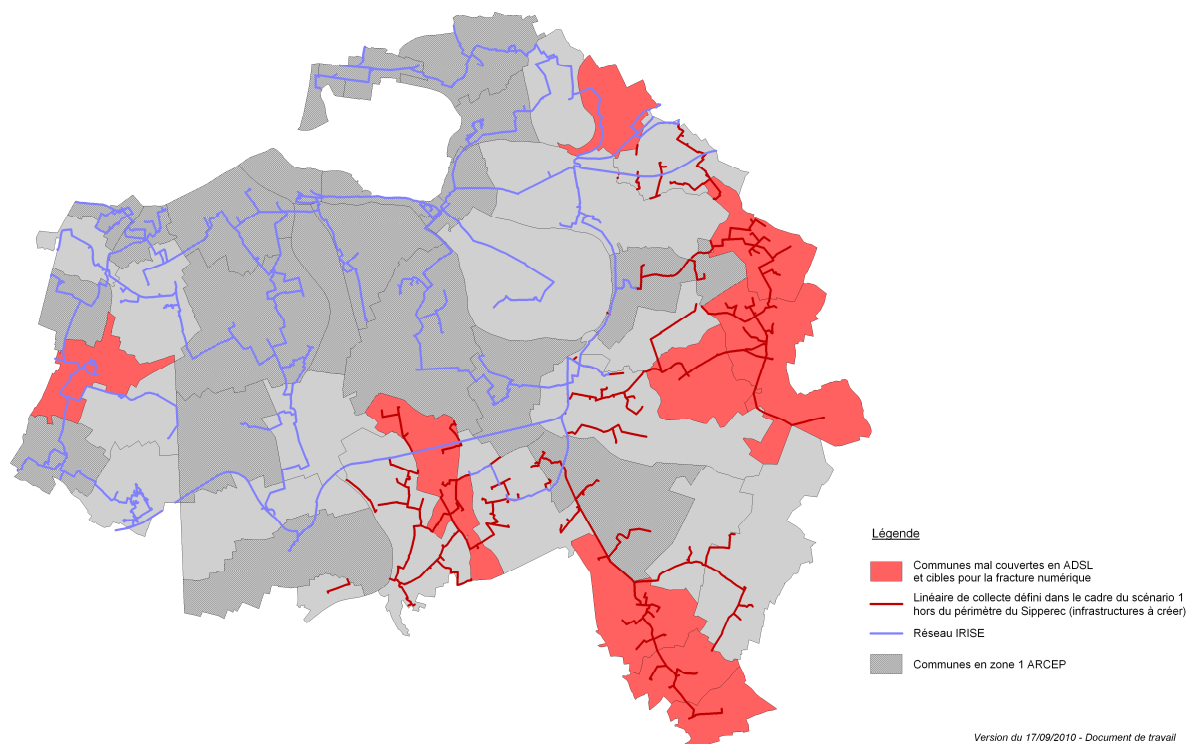 Légende
Communes mal couvertes en ADSL
et cibles pour la fracture numérique
Linéaire de collecte défini dans le cadre du scénario 1
hors du périmètre du Sipperec (infrastructures à créer)
Réseau IRISE
Communes en zone 1 ARCEP
Version du 17/09/2010 - Document de travail